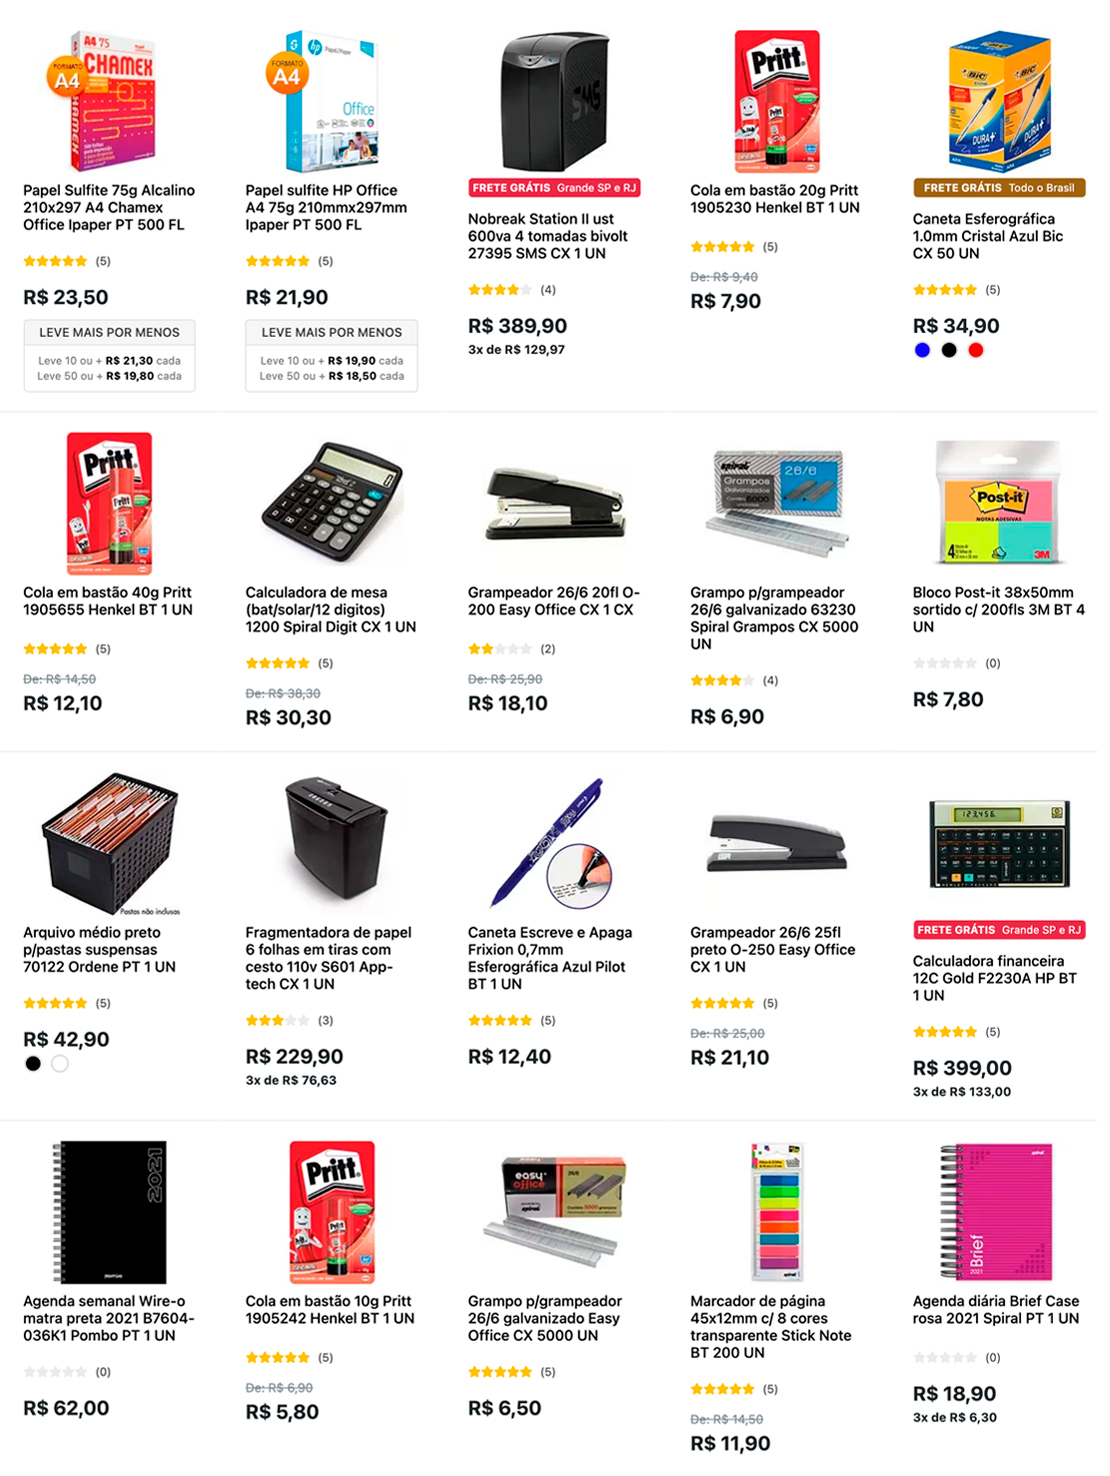 A4 75
CHAMEX
FORMATO
A4
hp
FORMATO
A4
Office
SMS
Pritt
BIC
BIC
DURA+
DURA+
Papel Sulfite 75g Alcalino
210x297 A4 Chamex
Office Ipaper PT 500 FL
(5)
R$ 23,50
LEVE MAIS POR MENOS
Leve 10 ou + R$ 21,30 cada
Leve 50 ou + R$ 19,80 cada
Papel sulfite HP Office
A4 75g 210mmx297mm
Ipaper PT 500 FL
(5)
R$ 21,90
LEVE MAIS POR MENOS
Leve 10 ou + R$ 19,90 cada
Leve 50 ou + R$ 18,50 cada
FRETE GRÁTIS Grande SP e RJ
Nobreak Station II ust
600va 4 tomadas bivolt
27395 SMS CX 1 UN
(4)
R$ 389,90
3x de R$ 129,97
Cola em bastão 20g Pritt
1905230 Henkel BT 1 UN
(5)
De: R$ 9,40
R$ 7,90
FRETE GRÁTIS Todo o Brasil
Caneta Esferográfica
1.0mm Cristal Azul Bic
CX 50 UN
(5)
R$ 34,90
Pritt
Cola em bastão 40g Pritt
1905655 Henkel BT 1 UN
(5)
De: R$ 14,50
R$ 12,10
Calculadora de mesa
(bat/solar/12 digitos)
1200 Spiral Digit CX 1 UN
(5)
De: R$ 38,30
R$ 30,30
Grampeador 26/6 20fl O-
200 Easy Office CX 1 CX
(2)
De: R$ 25,90
R$ 18,10
spiral
26/6
Grampos
Galvanizados
Grampo p/grampeador
26/6 galvanizado 63230
Spiral Grampos CX 5000
UN
(4)
R$ 6,90
Post-it
NOTAS ADESIVAS
4
3M
Bloco Post-it 38x50mm
sortido c/ 200fls 3M BT 4
UN
(0)
R$ 7,80
Pastas não inclusas
Arquivo médio preto
p/pastas suspensas
70122 Ordene PT 1 UN
(5)
R$ 42,90
Fragmentadora de papel
6 folhas em tiras com
cesto 110v S601 App-
tech CX 1 UN
(3)
R$ 229,90
3x de R$ 76,63
Caneta Escreve e Apaga
Frixion 0,7mm
Esferográfica Azul Pilot
BT 1 UN
(5)
R$ 12,40
Grampeador 26/6 25fl
preto O-250 Easy Office
CX 1 UN
(5)
De: R$ 25,00
R$ 21,10
123,456.
FRETE GRÁTIS Grande SP e RJ
Calculadora financeira
12C Gold F2230A HP BT
1 UN
(5)
R$ 399,00
3x de R$ 133,00
2021
Agenda semanal Wire-o
matra preta 2021 B7604-
036K1 Pombo PT 1 UN
(0)
R$ 62,00
Pritt
Cola em bastão 10g Pritt
1905242 Henkel BT 1 UN
(5)
De: R$ 6,90
R$ 5,80
easy
office
26/6
spiral
Grampo p/grampeador
26/6 galvanizado Easy
Office CX 5000 UN
(5)
R$ 6,50
Marcador de página
45x12mm c/ 8 cores
transparente Stick Note
BT 200 UN
(5)
De: R$ 14,50
R$ 11,90
spiral
Brief
2021
Agenda diária Brief Case
rosa 2021 Spiral PT 1 UN
(0)
R$ 18,90
3x de R$ 6,30